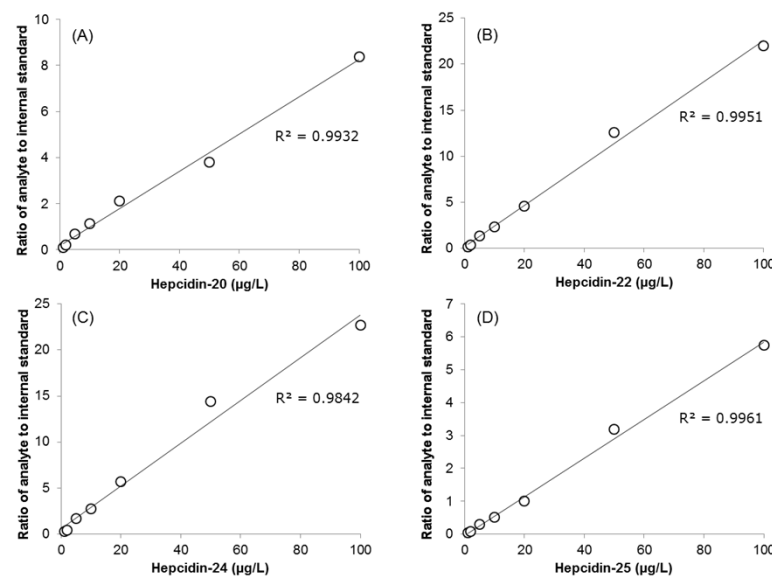 (A)
Ratio of analyte to internal standard
10
8
6
4
2
0
R² = 0.9932
0 20 40 60 80 100
Hepcidin-20 (µg/L)
(B)
Ratio of analyte to internal standard
25
20
15
10
5
0
R² = 0.9951
0 20 40 60 80 100
Hepcidin-22 (µg/L)
(C)
Ratio of analyte to internal standard
25
20
15
10
5
0
R² = 0.9842
0 20 40 60 80 100
Hepcidin-24 (µg/L)
(D)
Ratio of analyte to internal standard
7
6
5
4
3
2
1
0
R² = 0.9961
0 20 40 60 80 100
Hepcidin-25 (µg/L)